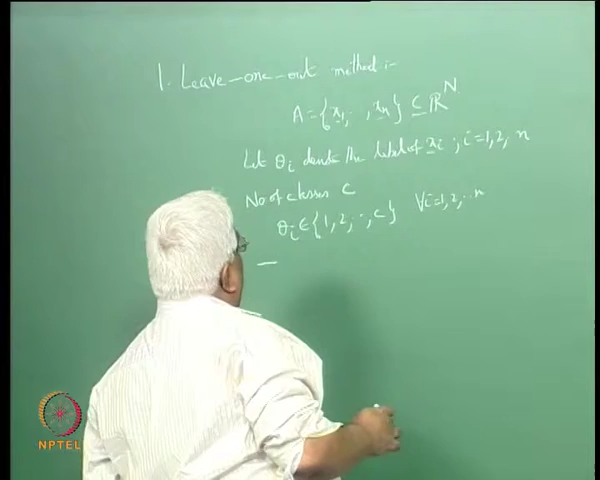 1. Leave-one-out method :-
A = {x1, .., xn} ⊆ ℝ^N
Let θi denote the label of xi ; i=1,2,.. n
No of classes C
θi ∈ {1, 2, .., C} ∀i=1,2,..n
NPTEL